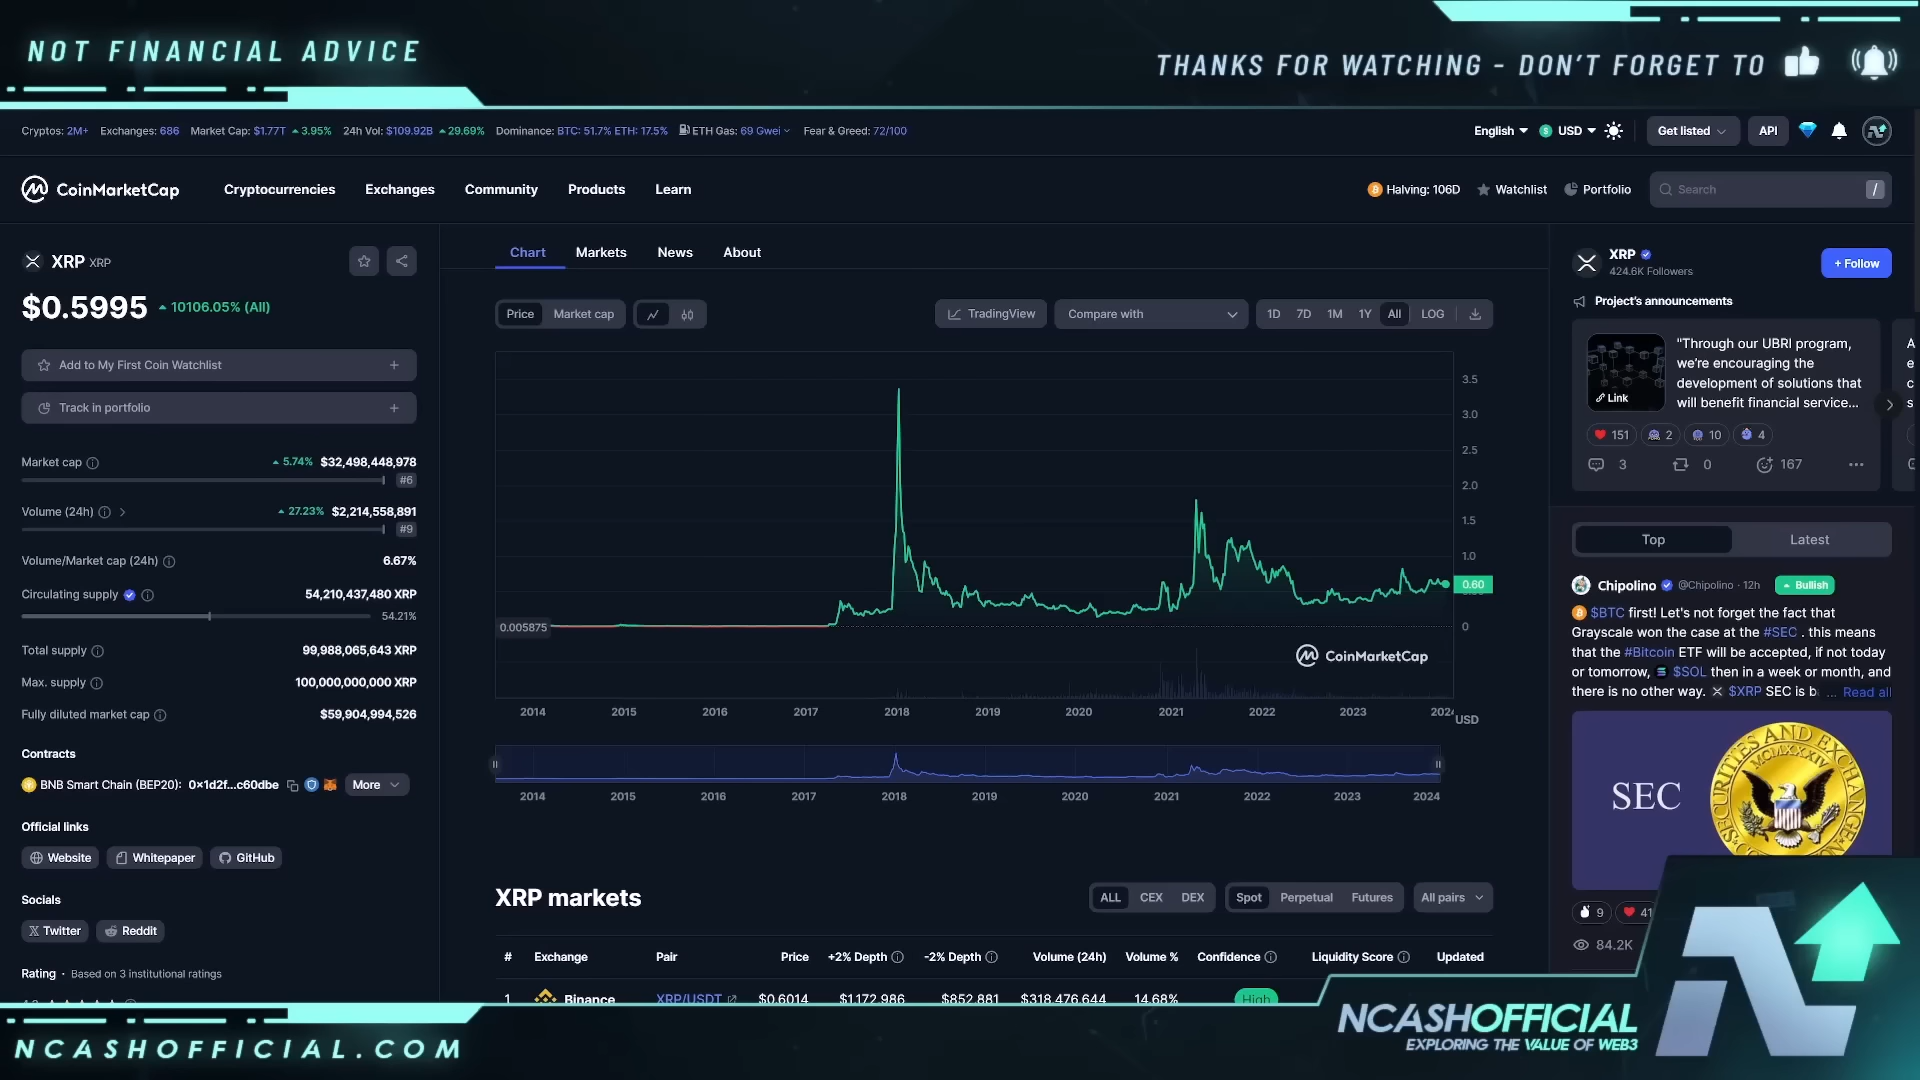 NOT FINANCIAL ADVICE
THANKS FOR WATCHING - DON'T FORGET TO
Cryptos: 2M+ Exchanges: 686 Market Cap: $1.77T 3.95% 24h Vol: $109.92B 29.69% Dominance: BTC: 51.7% ETH: 17.5% ETH Gas: 69 Gwei Fear & Greed: 72/100
English USD Get listed API
CoinMarketCap Cryptocurrencies Exchanges Community Products Learn
Halving: 106D Watchlist Portfolio Search /
XRP XRP
$0.5995 10106.05% (All)
Add to My First Coin Watchlist +
Track in portfolio +
Market cap 5.74% $32,498,448,978
#6
Volume (24h) 27.23% $2,214,558,891
#9
Volume/Market cap (24h) 6.67%
Circulating supply 54,210,437,480 XRP
54.21%
Total supply 99,988,065,643 XRP
Max. supply 100,000,000,000 XRP
Fully diluted market cap $59,904,994,526
Contracts
BNB Smart Chain (BEP20): 0x1d2f...c60dbe More
Official links
Website Whitepaper GitHub
Socials
Twitter Reddit
Rating · Based on 3 institutional ratings
Chart Markets News About
Price Market cap
TradingView Compare with 1D 7D 1M 1Y All LOG
3.5
3.0
2.5
2.0
1.5
1.0
0.60
0
0.005875
CoinMarketCap
2014 2015 2016 2017 2018 2019 2020 2021 2022 2023
USD
2014 2015 2016 2017 2018 2019 2020 2021 2022 2023 2024
XRP markets
ALL CEX DEX Spot Perpetual Futures All pairs
# Exchange Pair Price +2% Depth -2% Depth Volume (24h) Volume % Confidence Liquidity Score Updated
1 Binance XRP/USDT $0.6014 $1,172,986 $852,881 $318,476,644 14.68% High
XRP
424.6K Followers
+ Follow
Project's announcements
Link
"Through our UBRI program,
we're encouraging the
development of solutions that
will benefit financial service...
151 2 10 4
3 0 167
Top Latest
Chipolino @Chipolino · 12h Bullish
$BTC first! Let's not forget the fact that
Grayscale won the case at the #SEC . this means
that the #Bitcoin ETF will be accepted, if not today
or tomorrow, $SOL then in a week or month, and
there is no other way. $XRP SEC is b ... Read all
SEC
SECURITIES AND EXCHANGE
MCMXXXIV
9 41
84.2K
NCASHOFFICIAL
EXPLORING THE VALUE OF WEB3
NCASHOFFICIAL.COM